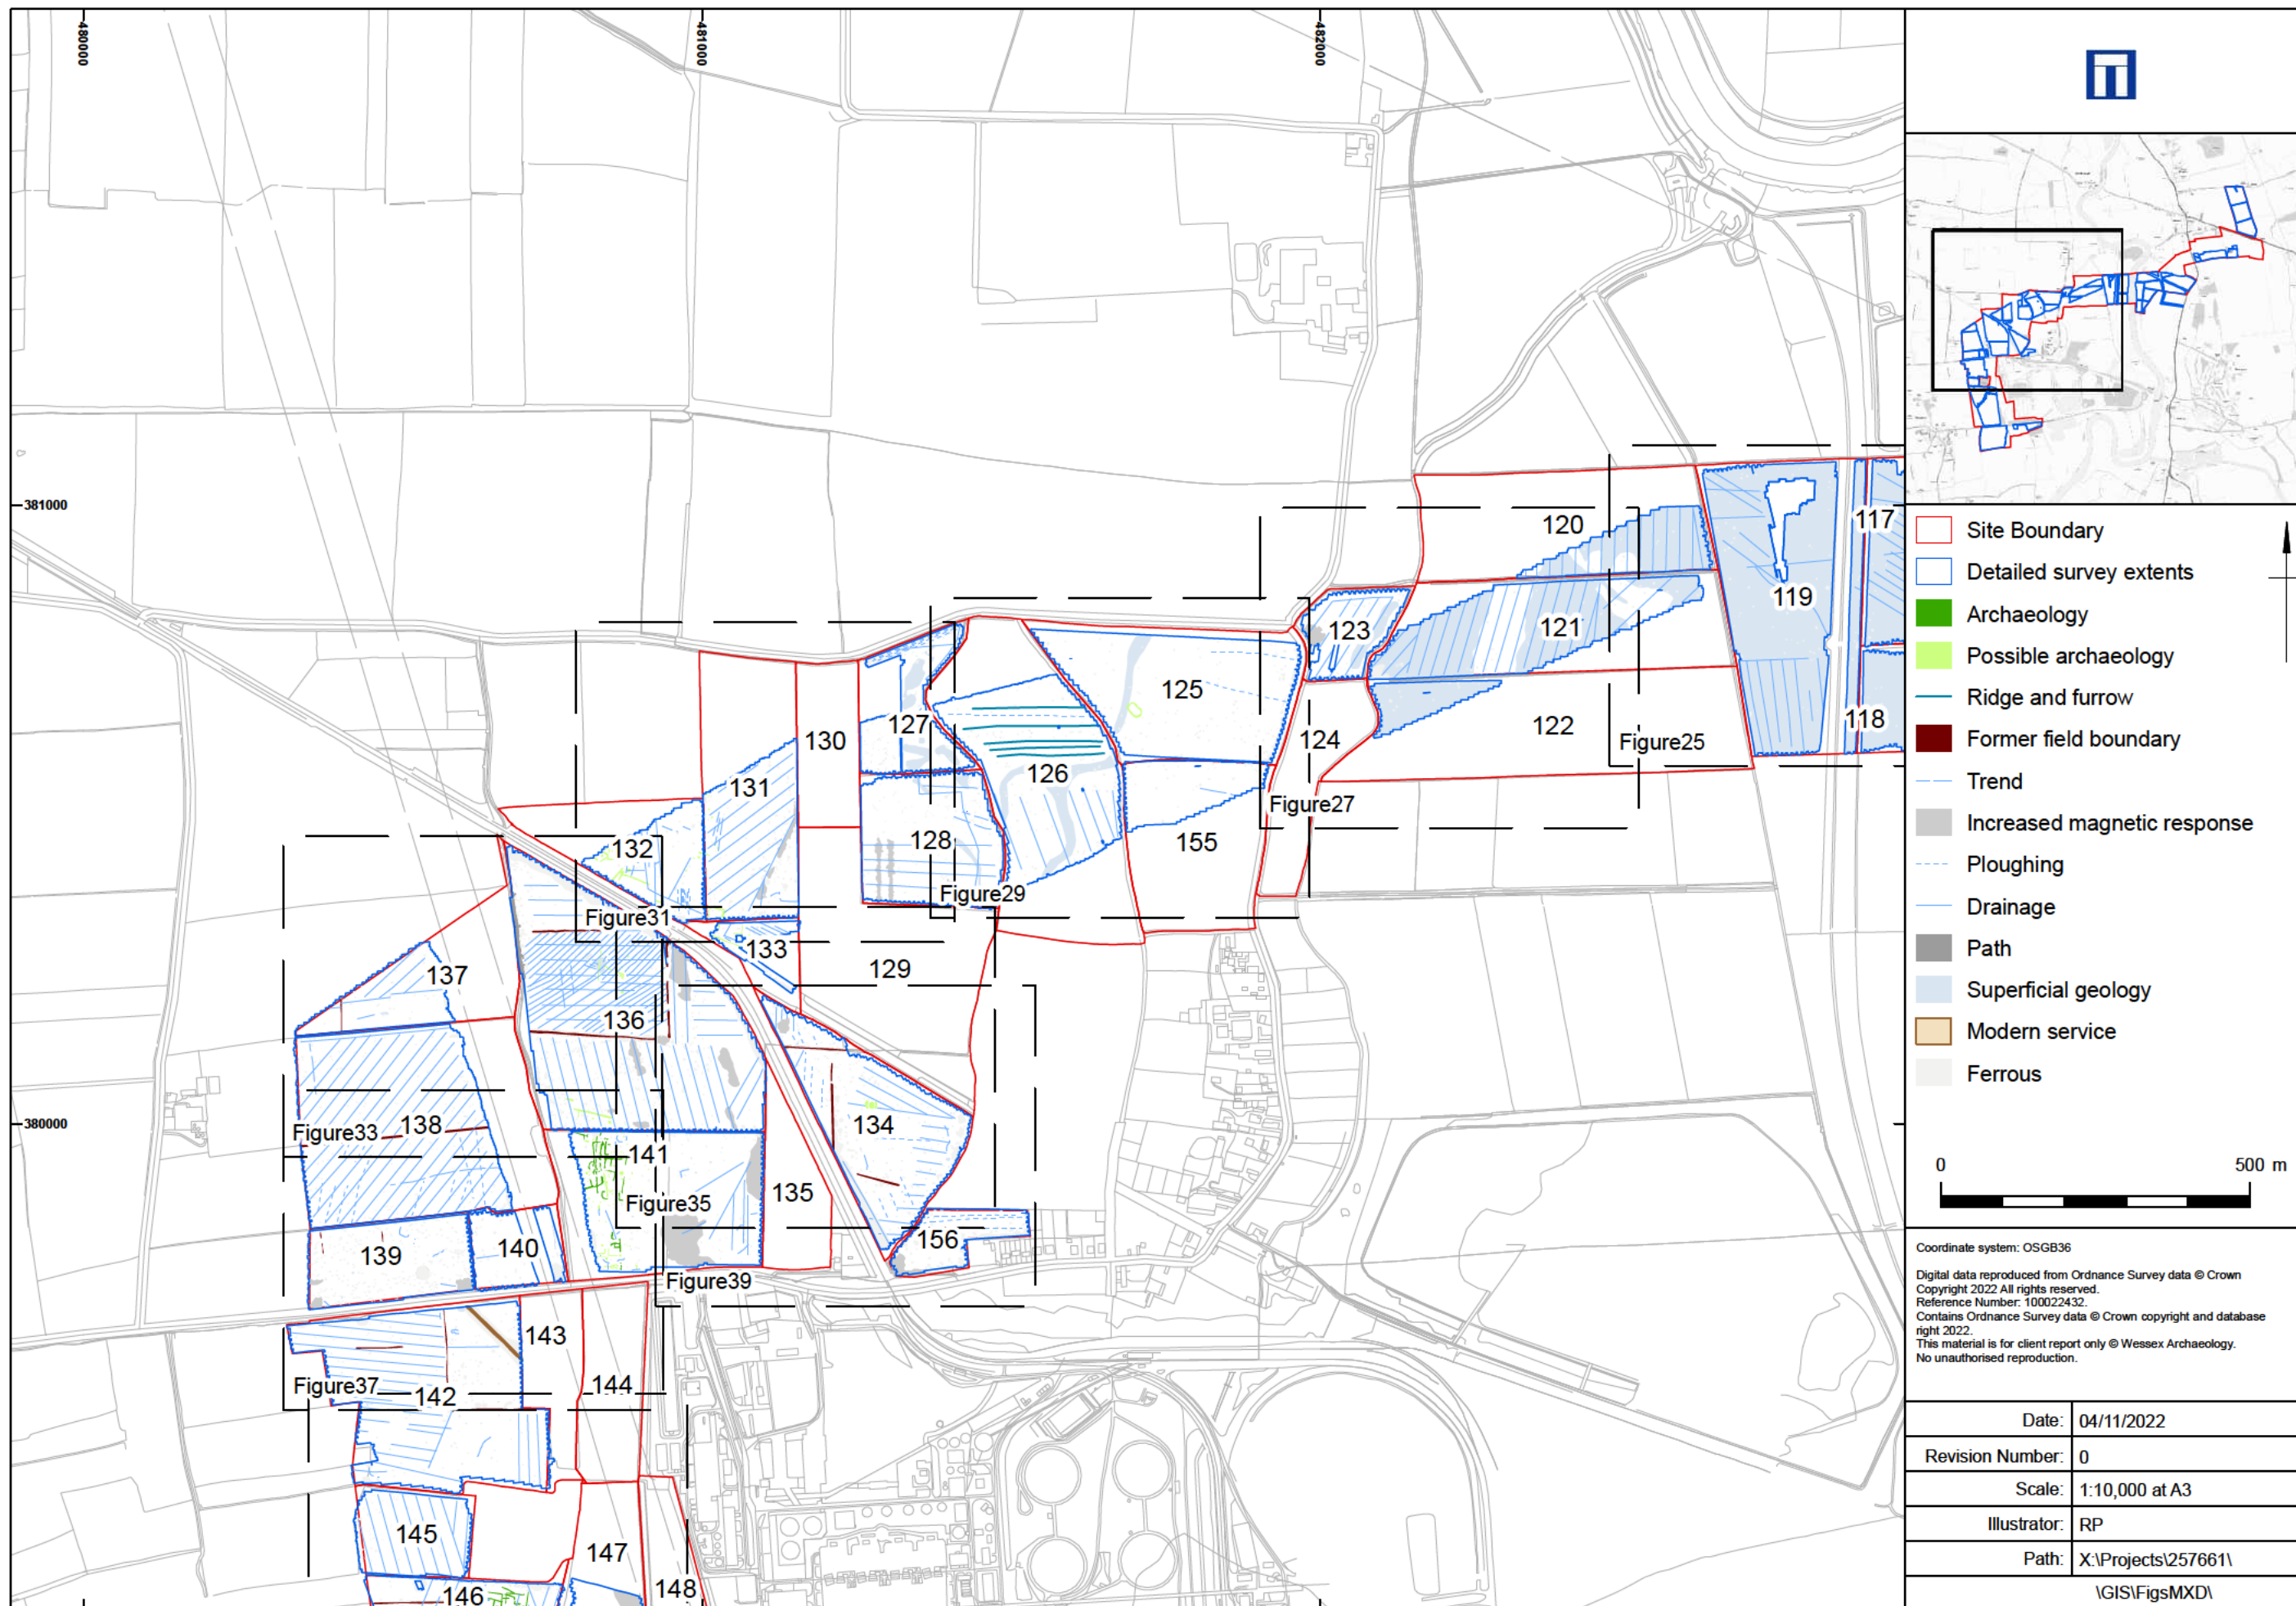 480000
481000
482000
381000
380000
120
117
119
123
121
125
118
124
122
127
130
Figure25
126
131
Figure27
128
155
132
Figure29
Figure31
133
129
137
136
138
Figure33
134
141
135
Figure35
139
140
156
Figure39
143
144
Figure37
142
145
147
148
146
Site Boundary
Detailed survey extents
Archaeology
Possible archaeology
Ridge and furrow
Former field boundary
Trend
Increased magnetic response
Ploughing
Drainage
Path
Superficial geology
Modern service
Ferrous
0 500 m
Coordinate system: OSGB36
Digital data reproduced from Ordnance Survey data © Crown
Copyright 2022 All rights reserved.
Reference Number: 100022432.
Contains Ordnance Survey data © Crown copyright and database
right 2022.
This material is for client report only © Wessex Archaeology.
No unauthorised reproduction.
Date: 04/11/2022
Revision Number: 0
Scale: 1:10,000 at A3
Illustrator: RP
Path: X:\Projects\257661\
\GIS\FigsMXD\